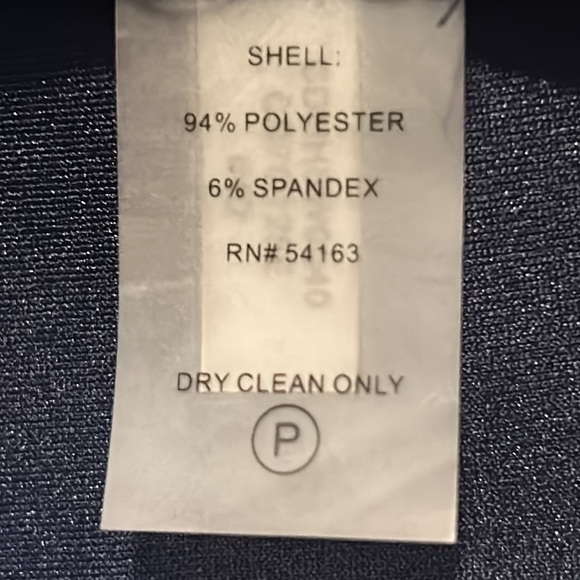 SHELL:
94% POLYESTER
6% SPANDEX
RN# 54163
DRY CLEAN ONLY
P